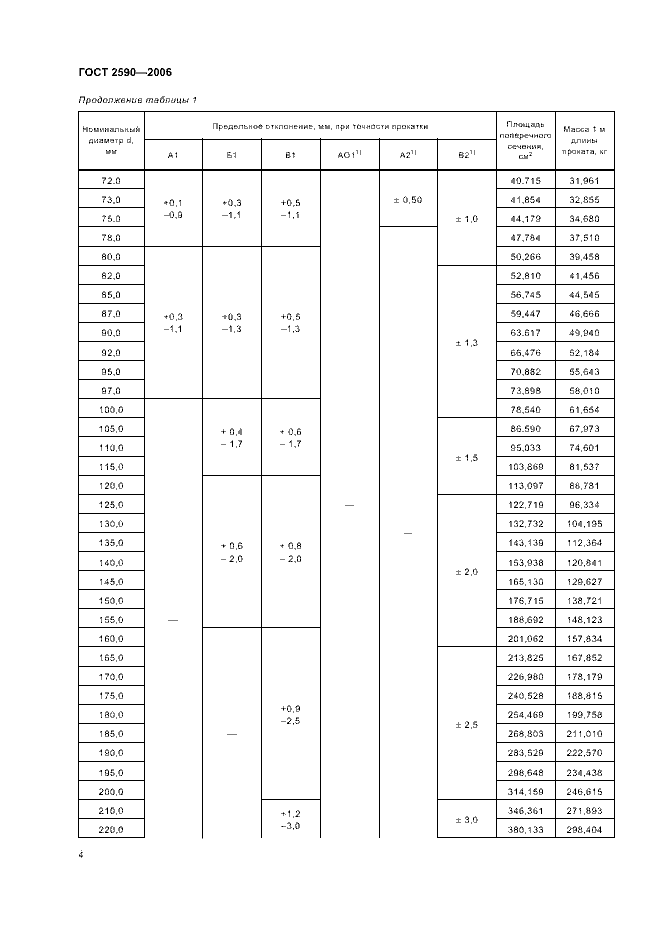 ГОСТ 2590—2006
Продолжение таблицы 1
Номинальный диаметр d, мм | Предельное отклонение, мм, при точности прокатки | Площадь поперечного сечения, см² | Масса 1 м длины проката, кг
А1 | Б1 | В1 | АО1¹⁾ | А2¹⁾ | В2¹⁾
72,0 | +0,1 −0,9 | +0,3 −1,1 | +0,5 −1,1 | — | ± 0,50 | ± 1,0 | 40,715 | 31,961
73,0 | 41,854 | 32,855
75,0 | 44,179 | 34,680
78,0 | — | 47,784 | 37,510
80,0 | +0,3 −1,1 | +0,3 −1,3 | +0,5 −1,3 | 50,266 | 39,458
82,0 | ± 1,3 | 52,810 | 41,456
85,0 | 56,745 | 44,545
87,0 | 59,447 | 46,666
90,0 | 63,617 | 49,940
92,0 | 66,476 | 52,184
95,0 | 70,882 | 55,643
97,0 | 73,898 | 58,010
100,0 | — | + 0,4 − 1,7 | + 0,6 − 1,7 | 78,540 | 61,654
105,0 | ± 1,5 | 86,590 | 67,973
110,0 | 95,033 | 74,601
115,0 | 103,869 | 81,537
120,0 | + 0,6 − 2,0 | + 0,8 − 2,0 | 113,097 | 88,781
125,0 | ± 2,0 | 122,719 | 96,334
130,0 | 132,732 | 104,195
135,0 | 143,139 | 112,364
140,0 | 153,938 | 120,841
145,0 | 165,130 | 129,627
150,0 | 176,715 | 138,721
155,0 | 188,692 | 148,123
160,0 | — | +0,9 −2,5 | 201,062 | 157,834
165,0 | ± 2,5 | 213,825 | 167,852
170,0 | 226,980 | 178,179
175,0 | 240,528 | 188,815
180,0 | 254,469 | 199,758
185,0 | 268,803 | 211,010
190,0 | 283,529 | 222,570
195,0 | 298,648 | 234,438
200,0 | 314,159 | 246,615
210,0 | +1,2 −3,0 | ± 3,0 | 346,361 | 271,893
220,0 | 380,133 | 298,404
4